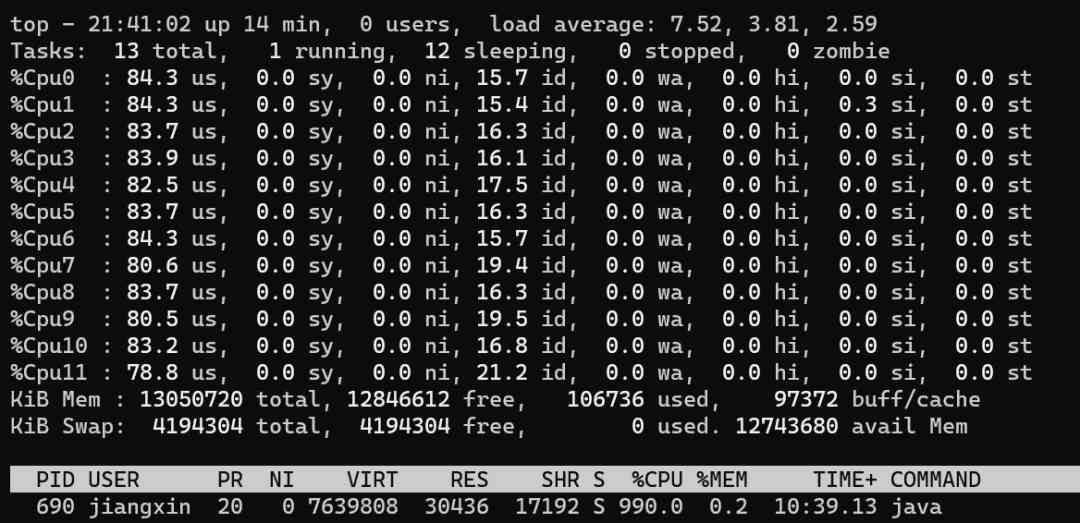 top - 21:41:02 up 14 min,  0 users,  load average: 7.52, 3.81, 2.59
Tasks:  13 total,   1 running,  12 sleeping,   0 stopped,   0 zombie
%Cpu0  : 84.3 us,  0.0 sy,  0.0 ni, 15.7 id,  0.0 wa,  0.0 hi,  0.0 si,  0.0 st
%Cpu1  : 84.3 us,  0.0 sy,  0.0 ni, 15.4 id,  0.0 wa,  0.0 hi,  0.3 si,  0.0 st
%Cpu2  : 83.7 us,  0.0 sy,  0.0 ni, 16.3 id,  0.0 wa,  0.0 hi,  0.0 si,  0.0 st
%Cpu3  : 83.9 us,  0.0 sy,  0.0 ni, 16.1 id,  0.0 wa,  0.0 hi,  0.0 si,  0.0 st
%Cpu4  : 82.5 us,  0.0 sy,  0.0 ni, 17.5 id,  0.0 wa,  0.0 hi,  0.0 si,  0.0 st
%Cpu5  : 83.7 us,  0.0 sy,  0.0 ni, 16.3 id,  0.0 wa,  0.0 hi,  0.0 si,  0.0 st
%Cpu6  : 84.3 us,  0.0 sy,  0.0 ni, 15.7 id,  0.0 wa,  0.0 hi,  0.0 si,  0.0 st
%Cpu7  : 80.6 us,  0.0 sy,  0.0 ni, 19.4 id,  0.0 wa,  0.0 hi,  0.0 si,  0.0 st
%Cpu8  : 83.7 us,  0.0 sy,  0.0 ni, 16.3 id,  0.0 wa,  0.0 hi,  0.0 si,  0.0 st
%Cpu9  : 80.5 us,  0.0 sy,  0.0 ni, 19.5 id,  0.0 wa,  0.0 hi,  0.0 si,  0.0 st
%Cpu10 : 83.2 us,  0.0 sy,  0.0 ni, 16.8 id,  0.0 wa,  0.0 hi,  0.0 si,  0.0 st
%Cpu11 : 78.8 us,  0.0 sy,  0.0 ni, 21.2 id,  0.0 wa,  0.0 hi,  0.0 si,  0.0 st
KiB Mem : 13050720 total, 12846612 free,   106736 used,    97372 buff/cache
KiB Swap:  4194304 total,  4194304 free,        0 used. 12743680 avail Mem
  PID USER      PR  NI    VIRT    RES    SHR S  %CPU %MEM     TIME+ COMMAND
  690 jiangxin  20   0 7639808  30436  17192 S 990.0  0.2  10:39.13 java